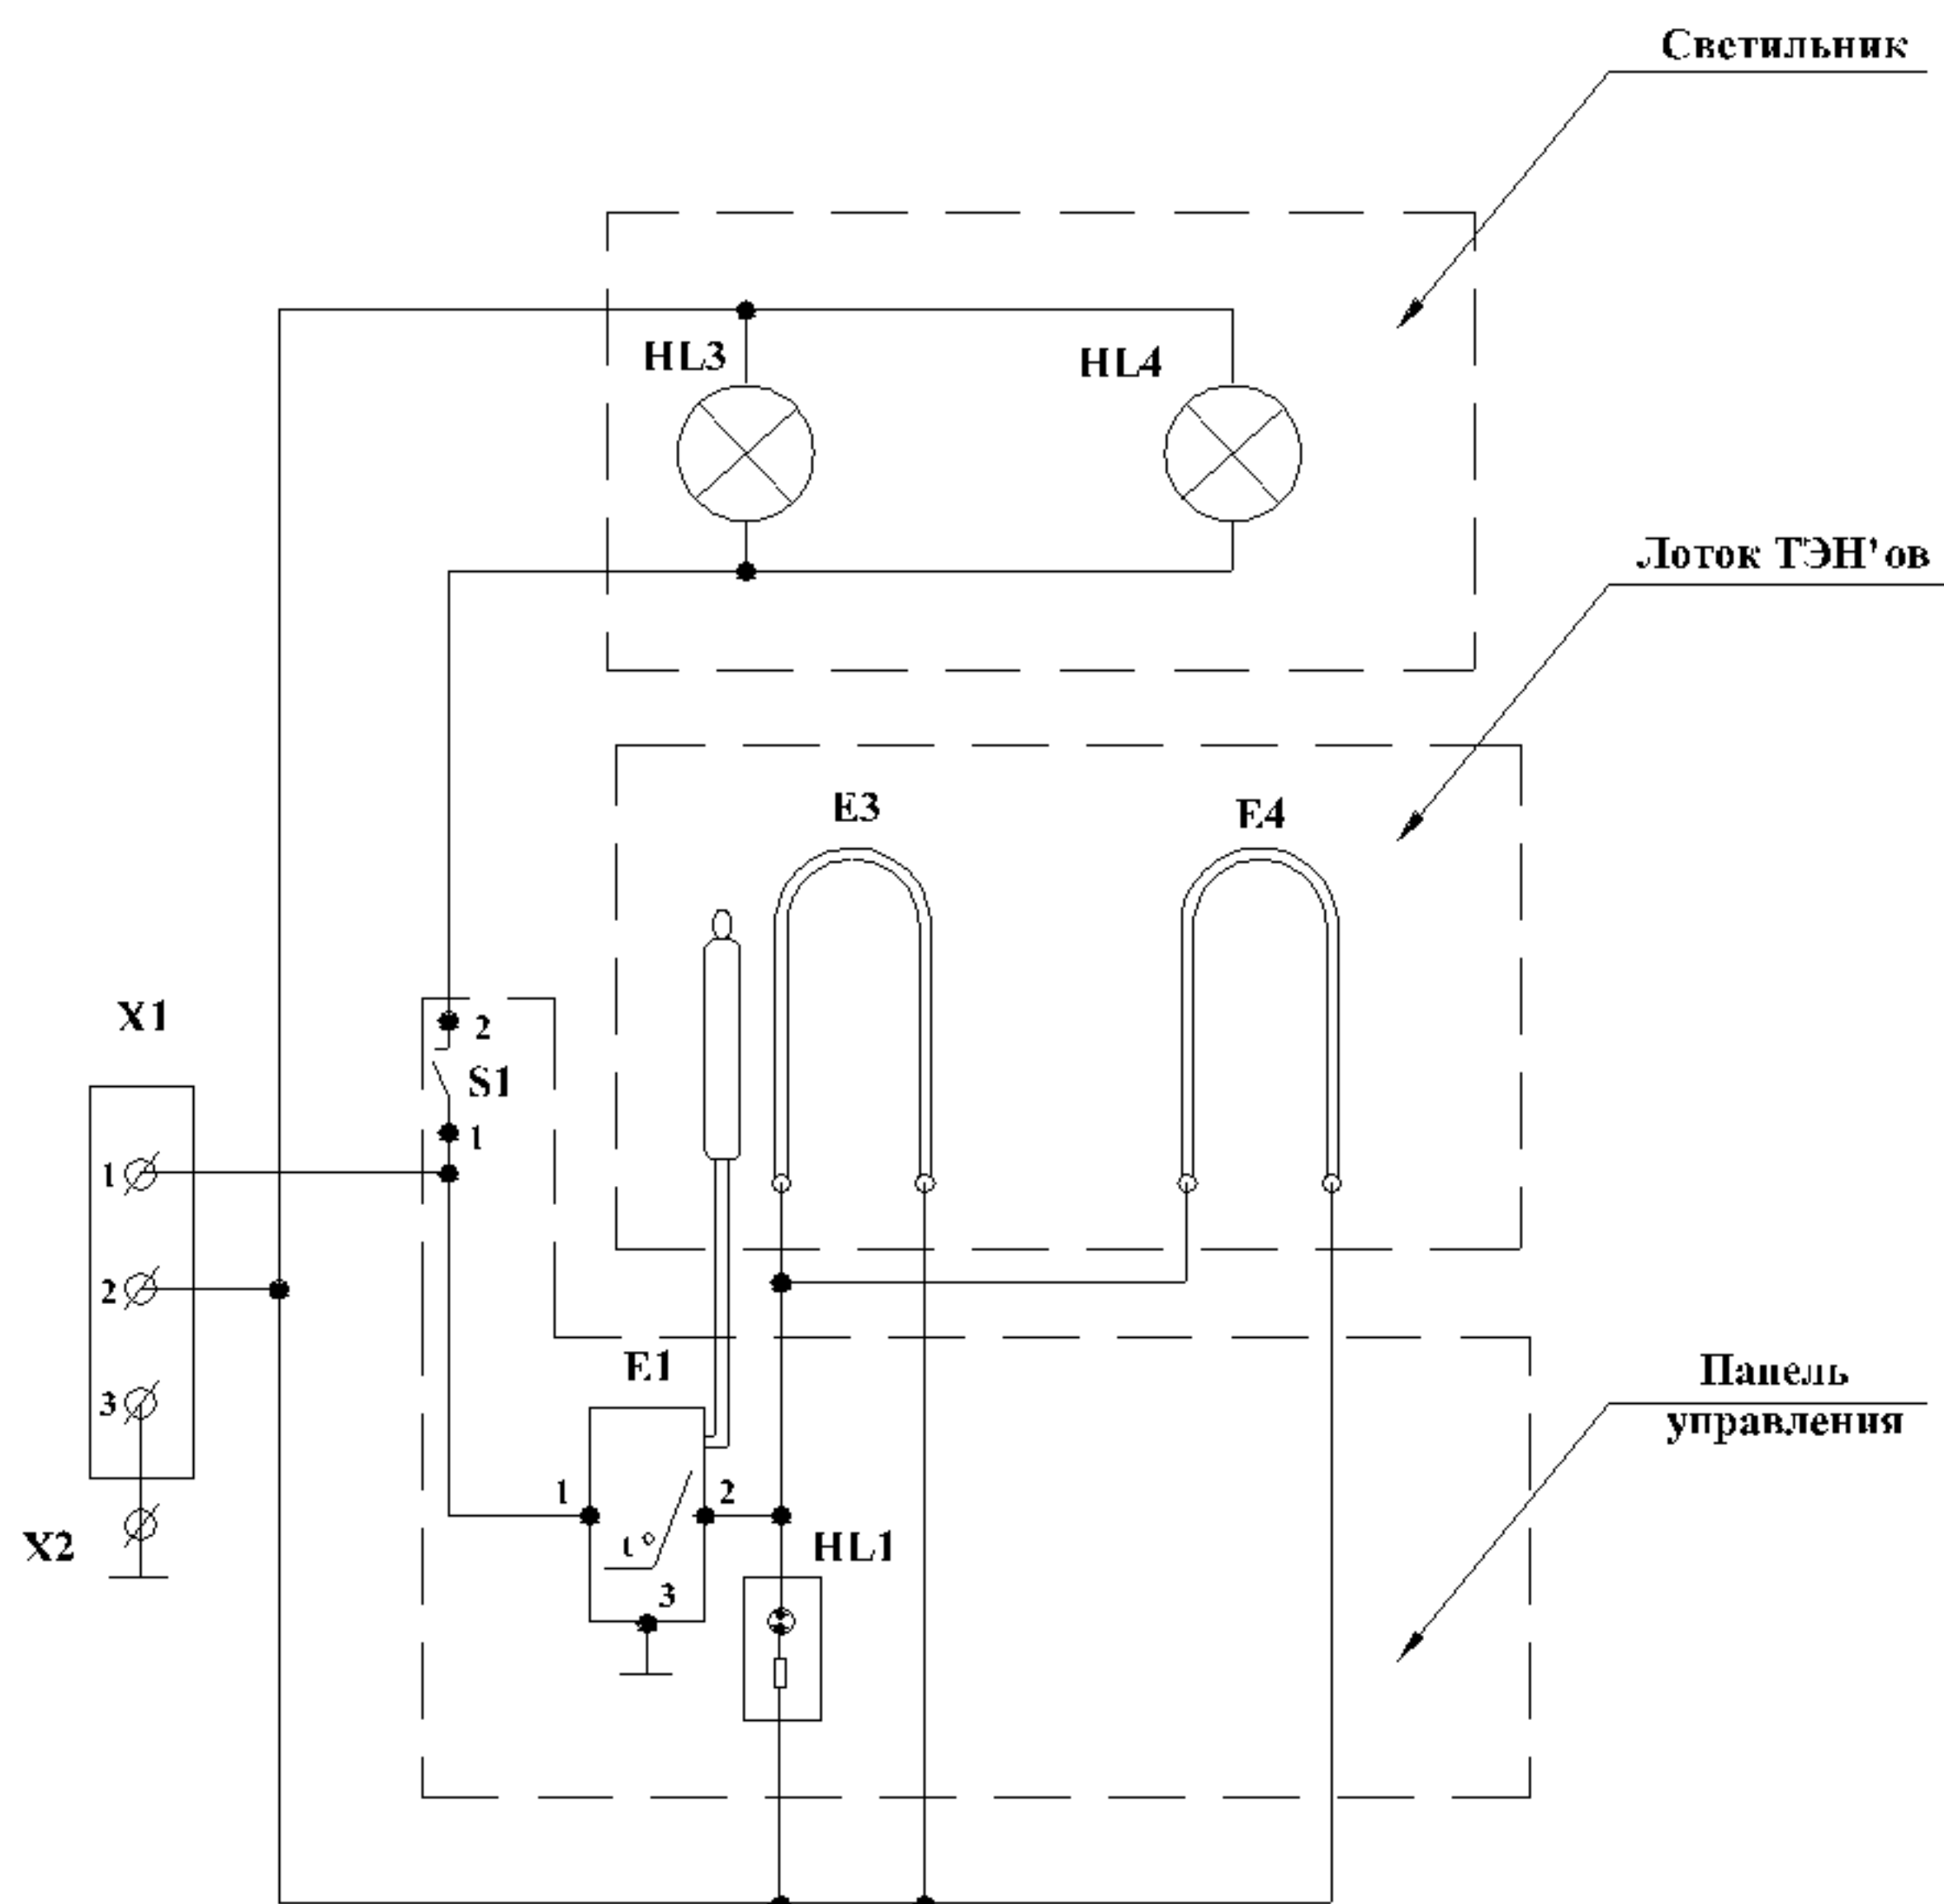 Светильник
HL3
HL4
Лоток ТЭН'ов
E3
E4
X1
2
S1
1
1
2
3
E1
Панель
управления
1
2
t°
3
HL1
X2